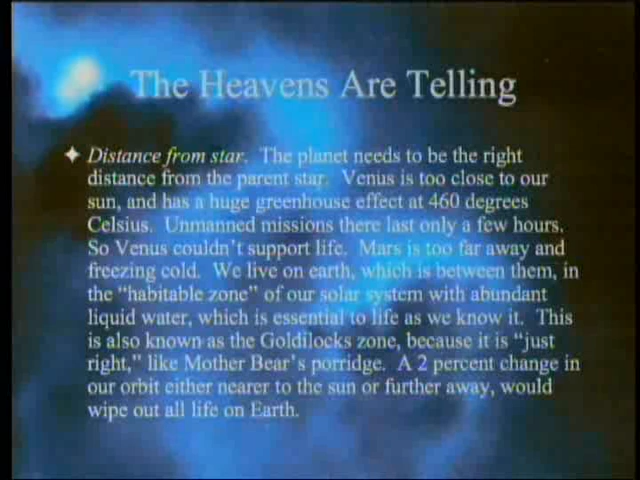 The Heavens Are Telling
Distance from star. The planet needs to be the right
distance from the parent star. Venus is too close to our
sun, and has a huge greenhouse effect at 460 degrees
Celsius. Unmanned missions there last only a few hours.
So Venus couldn't support life. Mars is too far away and
freezing cold. We live on earth, which is between them, in
the “habitable zone” of our solar system with abundant
liquid water, which is essential to life as we know it. This
is also known as the Goldilocks zone, because it is “just
right,” like Mother Bear's porridge. A 2 percent change in
our orbit either nearer to the sun or further away, would
wipe out all life on Earth.